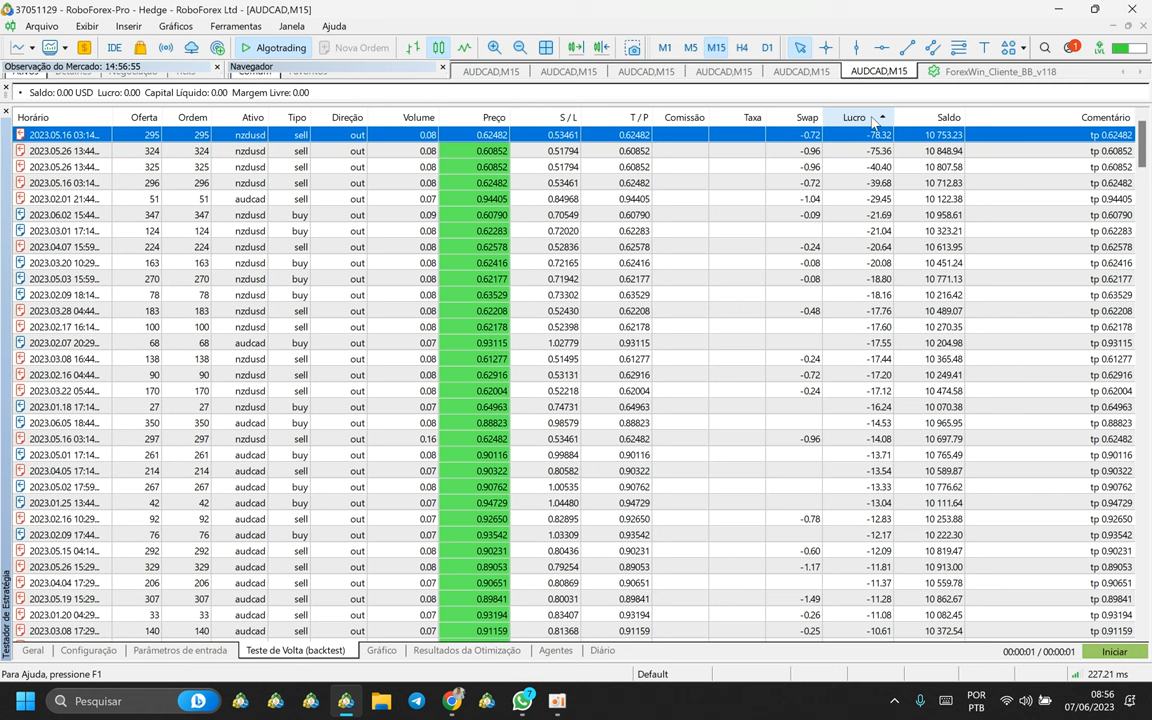 37051129 - RoboForex-Pro - Hedge - RoboForex Ltd - [AUDCAD,M15]
Arquivo Exibir Inserir Gráficos Ferramentas Janela Ajuda
IDE Algotrading Nova Ordem M1 M5 M15 H4 D1 1 LVL
Observação do Mercado: 14:56:55 × Navegador × AUDCAD,M15 AUDCAD,M15 AUDCAD,M15 AUDCAD,M15 AUDCAD,M15 AUDCAD,M15 ForexWin_Cliente_BB_v118
• Saldo: 0.00 USD Lucro: 0.00 Capital Líquido: 0.00 Margem Livre: 0.00
Horário Oferta Ordem Ativo Tipo Direção Volume Preço S / L T / P Comissão Taxa Swap Lucro Saldo Comentário
2023.05.16 03:14... 295 295 nzdusd sell out 0.08 0.62482 0.53461 0.62482 -0.72 -78.32 10 753.23 tp 0.62482
2023.05.26 13:44... 324 324 nzdusd sell out 0.08 0.60852 0.51794 0.60852 -0.96 -75.36 10 848.94 tp 0.60852
2023.05.26 13:44... 325 325 nzdusd sell out 0.08 0.60852 0.51794 0.60852 -0.96 -40.40 10 807.58 tp 0.60852
2023.05.16 03:14... 296 296 nzdusd sell out 0.08 0.62482 0.53461 0.62482 -0.72 -39.68 10 712.83 tp 0.62482
2023.02.01 21:44... 51 51 audcad sell out 0.07 0.94405 0.84968 0.94405 -1.04 -29.45 10 122.38 tp 0.94405
2023.06.02 15:44... 347 347 nzdusd buy out 0.09 0.60790 0.70549 0.60790 -0.09 -21.69 10 958.61 tp 0.60790
2023.03.01 17:14... 124 124 nzdusd buy out 0.08 0.62283 0.72020 0.62283 -21.04 10 323.21 tp 0.62283
2023.04.07 15:59... 224 224 nzdusd sell out 0.08 0.62578 0.52836 0.62578 -0.24 -20.64 10 613.95 tp 0.62578
2023.03.20 10:29... 163 163 nzdusd buy out 0.08 0.62416 0.72165 0.62416 -0.08 -20.08 10 451.24 tp 0.62416
2023.05.03 15:59... 270 270 nzdusd buy out 0.08 0.62177 0.71942 0.62177 -0.08 -18.80 10 771.13 tp 0.62177
2023.02.09 18:14... 78 78 nzdusd buy out 0.08 0.63529 0.73302 0.63529 -18.16 10 216.42 tp 0.63529
2023.03.28 04:44... 183 183 nzdusd sell out 0.08 0.62208 0.52430 0.62208 -0.48 -17.76 10 489.07 tp 0.62208
2023.02.17 16:14... 100 100 nzdusd sell out 0.08 0.62178 0.52398 0.62178 -17.60 10 270.35 tp 0.62178
2023.02.07 20:29... 68 68 audcad buy out 0.07 0.93115 1.02779 0.93115 -17.55 10 204.98 tp 0.93115
2023.03.08 16:44... 138 138 nzdusd sell out 0.08 0.61277 0.51495 0.61277 -0.24 -17.44 10 365.48 tp 0.61277
2023.02.16 04:44... 90 90 nzdusd sell out 0.08 0.62916 0.53131 0.62916 -0.72 -17.20 10 249.41 tp 0.62916
2023.03.22 05:44... 170 170 nzdusd sell out 0.08 0.62004 0.52218 0.62004 -0.24 -17.12 10 474.58 tp 0.62004
2023.01.18 17:14... 27 27 nzdusd buy out 0.07 0.64963 0.74731 0.64963 -16.24 10 070.38 tp 0.64963
2023.06.05 18:44... 350 350 audcad buy out 0.08 0.88823 0.98579 0.88823 -14.53 10 965.95 tp 0.88823
2023.05.16 03:14... 297 297 nzdusd sell out 0.16 0.62482 0.53461 0.62482 -0.96 -14.08 10 697.79 tp 0.62482
2023.05.01 17:14... 261 261 audcad buy out 0.08 0.90116 0.99884 0.90116 -13.71 10 765.49 tp 0.90116
2023.04.05 17:14... 214 214 audcad sell out 0.07 0.90322 0.80582 0.90322 -13.54 10 589.87 tp 0.90322
2023.05.02 17:59... 267 267 audcad buy out 0.08 0.90762 1.00535 0.90762 -13.33 10 776.62 tp 0.90762
2023.01.25 13:44... 42 42 audcad buy out 0.07 0.94729 1.04480 0.94729 -13.04 10 111.64 tp 0.94729
2023.02.16 10:29... 92 92 audcad sell out 0.07 0.92650 0.82895 0.92650 -0.78 -12.83 10 253.88 tp 0.92650
2023.02.09 17:44... 76 76 audcad buy out 0.07 0.93542 1.03309 0.93542 -12.17 10 222.30 tp 0.93542
2023.05.15 04:14... 292 292 audcad sell out 0.08 0.90231 0.80436 0.90231 -0.60 -12.09 10 819.47 tp 0.90231
2023.05.26 15:29... 329 329 audcad sell out 0.08 0.89053 0.79254 0.89053 -1.17 -11.81 10 913.00 tp 0.89053
2023.04.04 17:29... 206 206 audcad sell out 0.07 0.90651 0.80869 0.90651 -11.37 10 559.78 tp 0.90651
2023.05.19 15:29... 307 307 audcad sell out 0.08 0.89841 0.80031 0.89841 -1.49 -11.28 10 862.67 tp 0.89841
2023.01.20 04:29... 33 33 audcad sell out 0.07 0.93194 0.83407 0.93194 -0.26 -11.08 10 082.45 tp 0.93194
2023.03.08 17:29... 140 140 audcad sell out 0.07 0.91159 0.81368 0.91159 -0.25 -10.61 10 372.54 tp 0.91159
Testador de Estratégia
Geral Configuração Parâmetros de entrada Teste de Volta (backtest) Gráfico Resultados da Otimização Agentes Diário 00:00:01 / 00:00:01 Iniciar
Para Ajuda, pressione F1 Default 227.21 ms
Pesquisar 7 POR PTB 08:56 07/06/2023